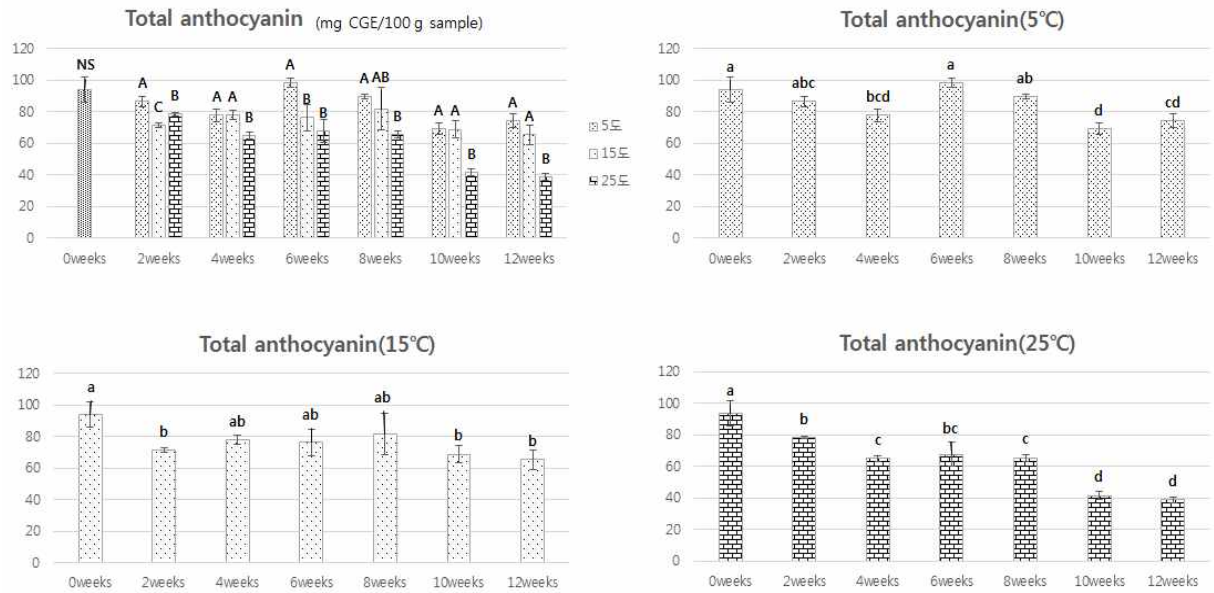 Total anthocyanin (mg CGE/100 g sample)
120
100
80
60
40
20
0
NS
A C B
A A B
A B B
A AB B
A A B
A A B
0weeks 2weeks 4weeks 6weeks 8weeks 10weeks 12weeks
5도
15도
25도
Total anthocyanin(5℃)
120
100
80
60
40
20
0
a abc bcd a ab d cd
0weeks 2weeks 4weeks 6weeks 8weeks 10weeks 12weeks
Total anthocyanin(15℃)
120
100
80
60
40
20
0
a b ab ab ab b b
0weeks 2weeks 4weeks 6weeks 8weeks 10weeks 12weeks
Total anthocyanin(25℃)
120
100
80
60
40
20
0
a b c bc c d d
0weeks 2weeks 4weeks 6weeks 8weeks 10weeks 12weeks